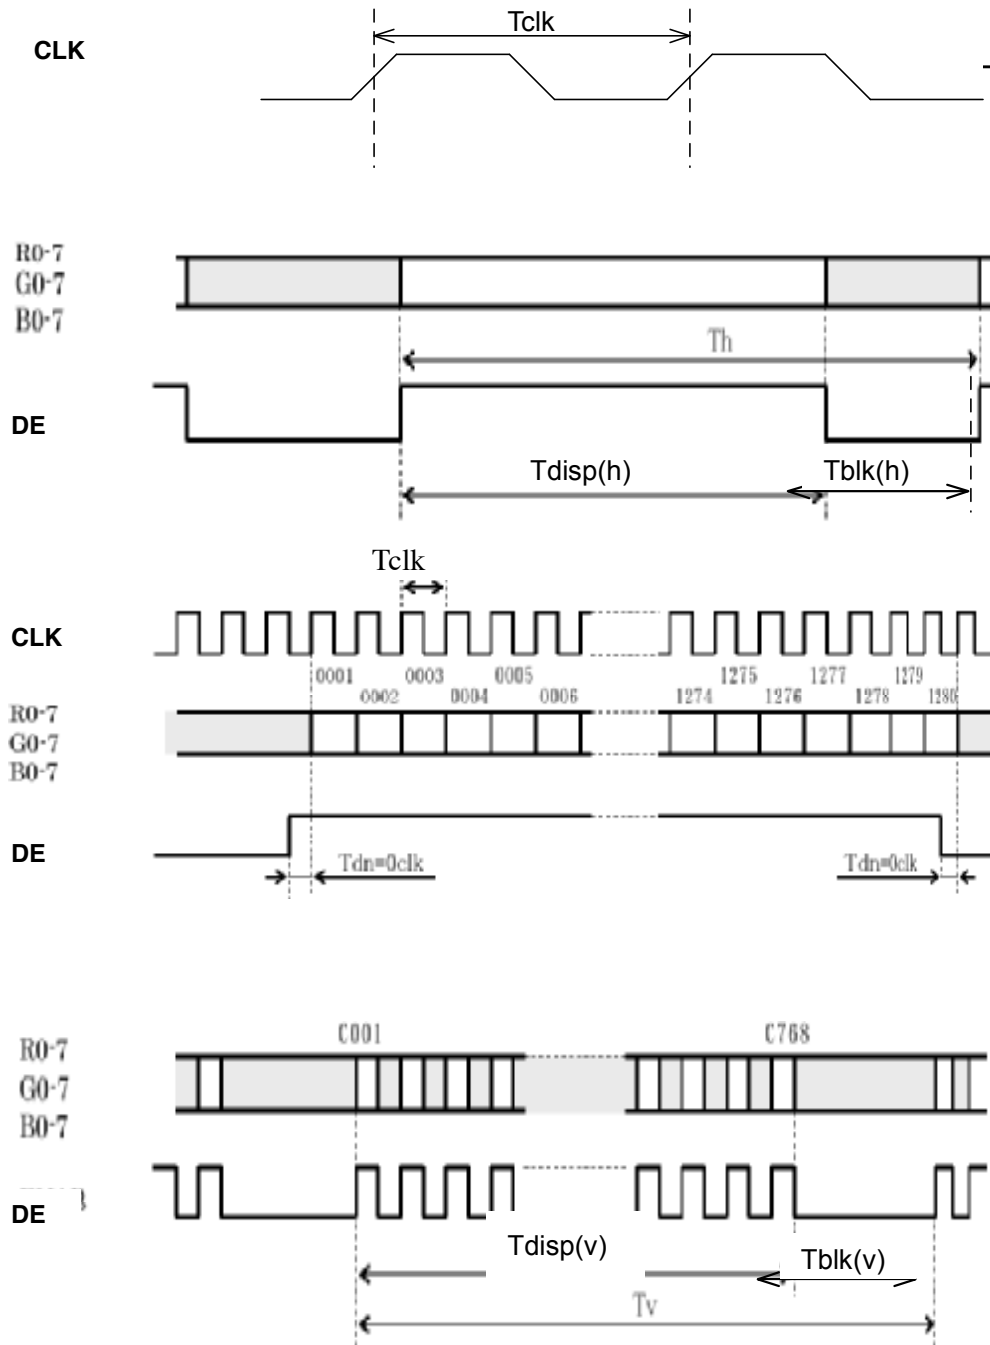 Tclk
CLK
R0-7
G0-7
B0-7
Th
DE
Tdisp(h)
Tblk(h)
Tclk
CLK
0001 0003 0005 1275 1277 1279
0002 0004 0006 1274 1276 1278 1280
R0-7
G0-7
B0-7
DE
Tdn=0clk Tdn=0clk
C001 C768
R0-7
G0-7
B0-7
DE
Tdisp(v)
Tblk(v)
Tv